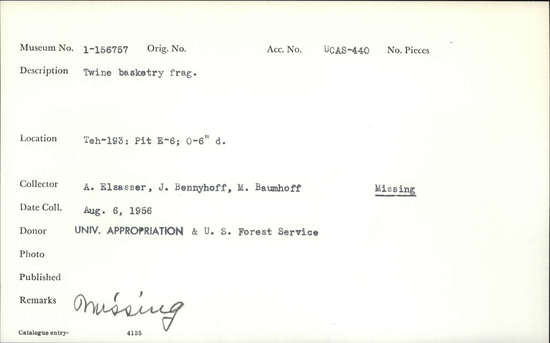 Museum No. 1-156757 Orig. No. Acc. No. UCAS-440 No. Pieces
Description Twine basketry frag.
Location Teh-193: Pit E-6; 0-6" d.
Collector A. Elsasser, J. Bennyhoff, M. Baumhoff Missing
Date Coll. Aug. 6, 1956
Donor UNIV. APPROPRIATION & U. S. Forest Service
Photo
Published
Remarks Missing
Catalogue entry- 4135